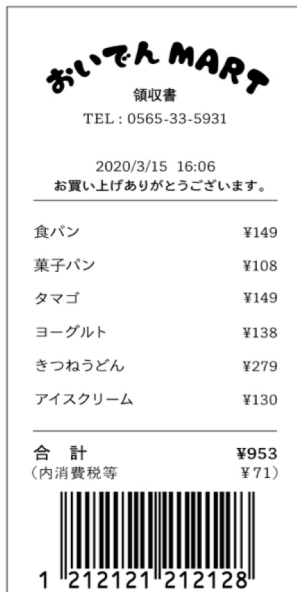 おいでんMART
領収書
TEL : 0565-33-5931
2020/3/15 16:06
お買い上げありがとうございます。
食パン ¥149
菓子パン ¥108
タマゴ ¥149
ヨーグルト ¥138
きつねうどん ¥279
アイスクリーム ¥130
合 計 ¥953
(内消費税等 ¥71)
1 212121 212128